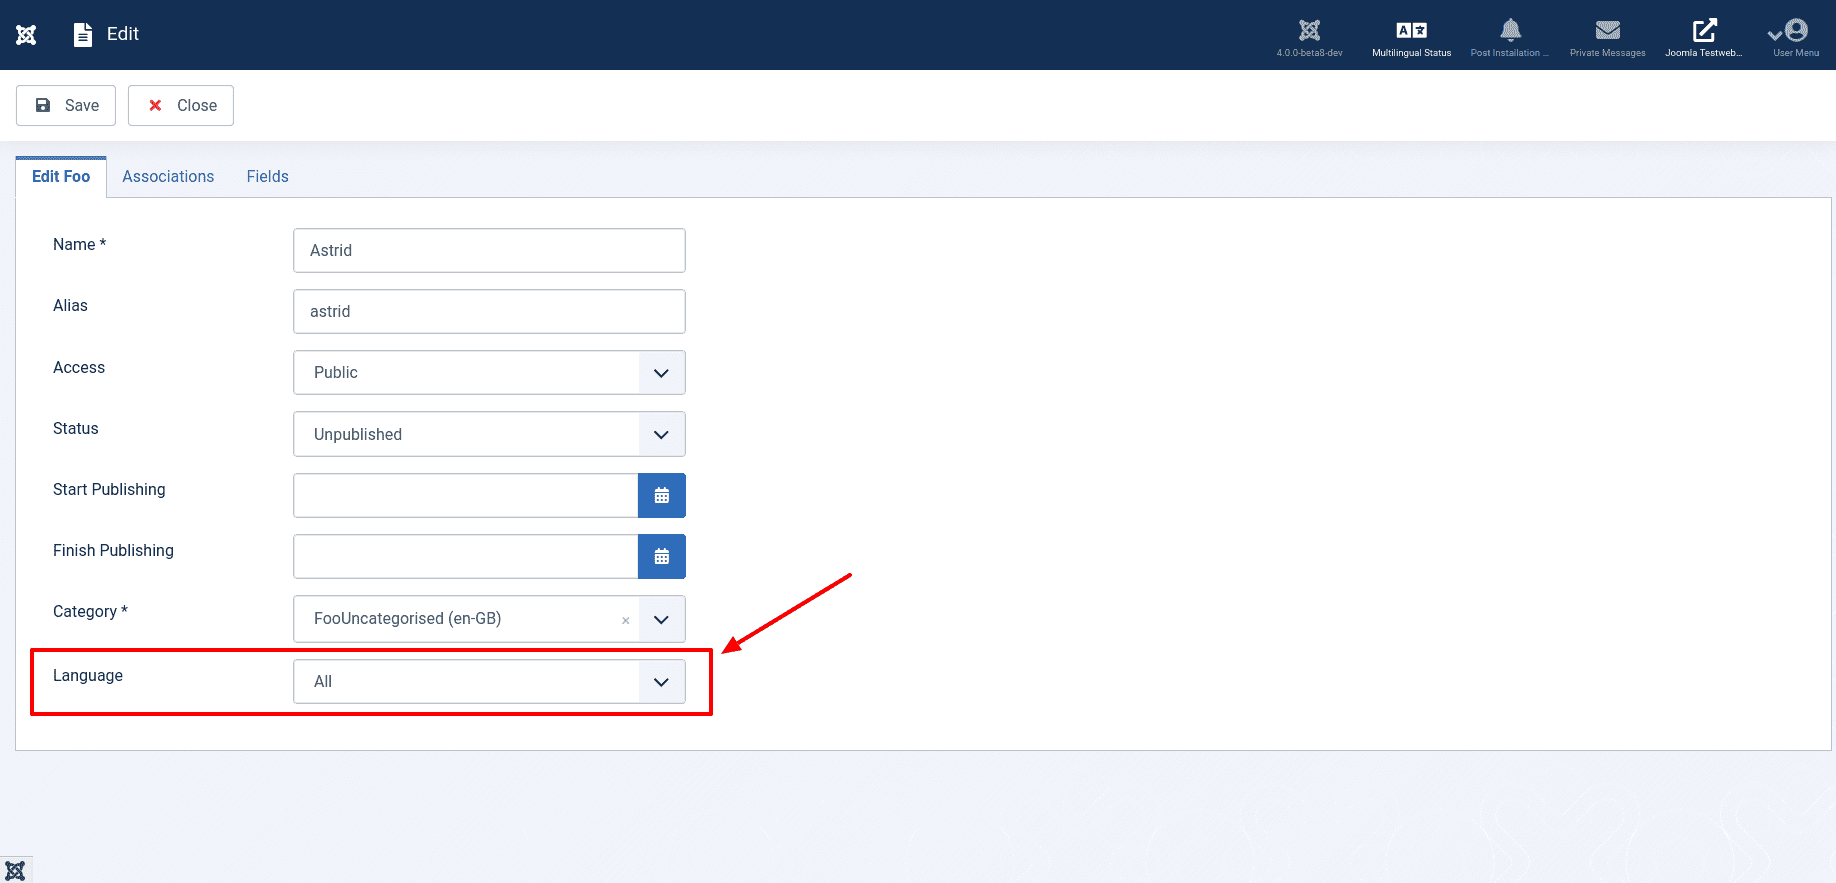 Edit
4.0.0-beta8-dev
Multilingual Status
Post Installation ...
Private Messages
Joomla Testweb...
User Menu
Save
Close
Edit Foo
Associations
Fields
Name *
Astrid
Alias
astrid
Access
Public
Status
Unpublished
Start Publishing
Finish Publishing
Category *
FooUncategorised (en-GB)
×
Language
All